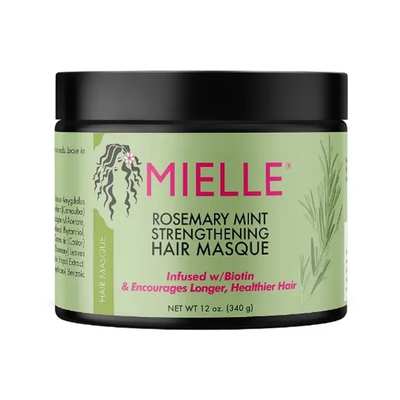 MIELLE®
ROSEMARY MINT
STRENGTHENING
HAIR MASQUE
Infused w/Biotin
& Encourages Longer, Healthier Hair
NET WT 12 oz. (340 g)
HAIR MASQUE